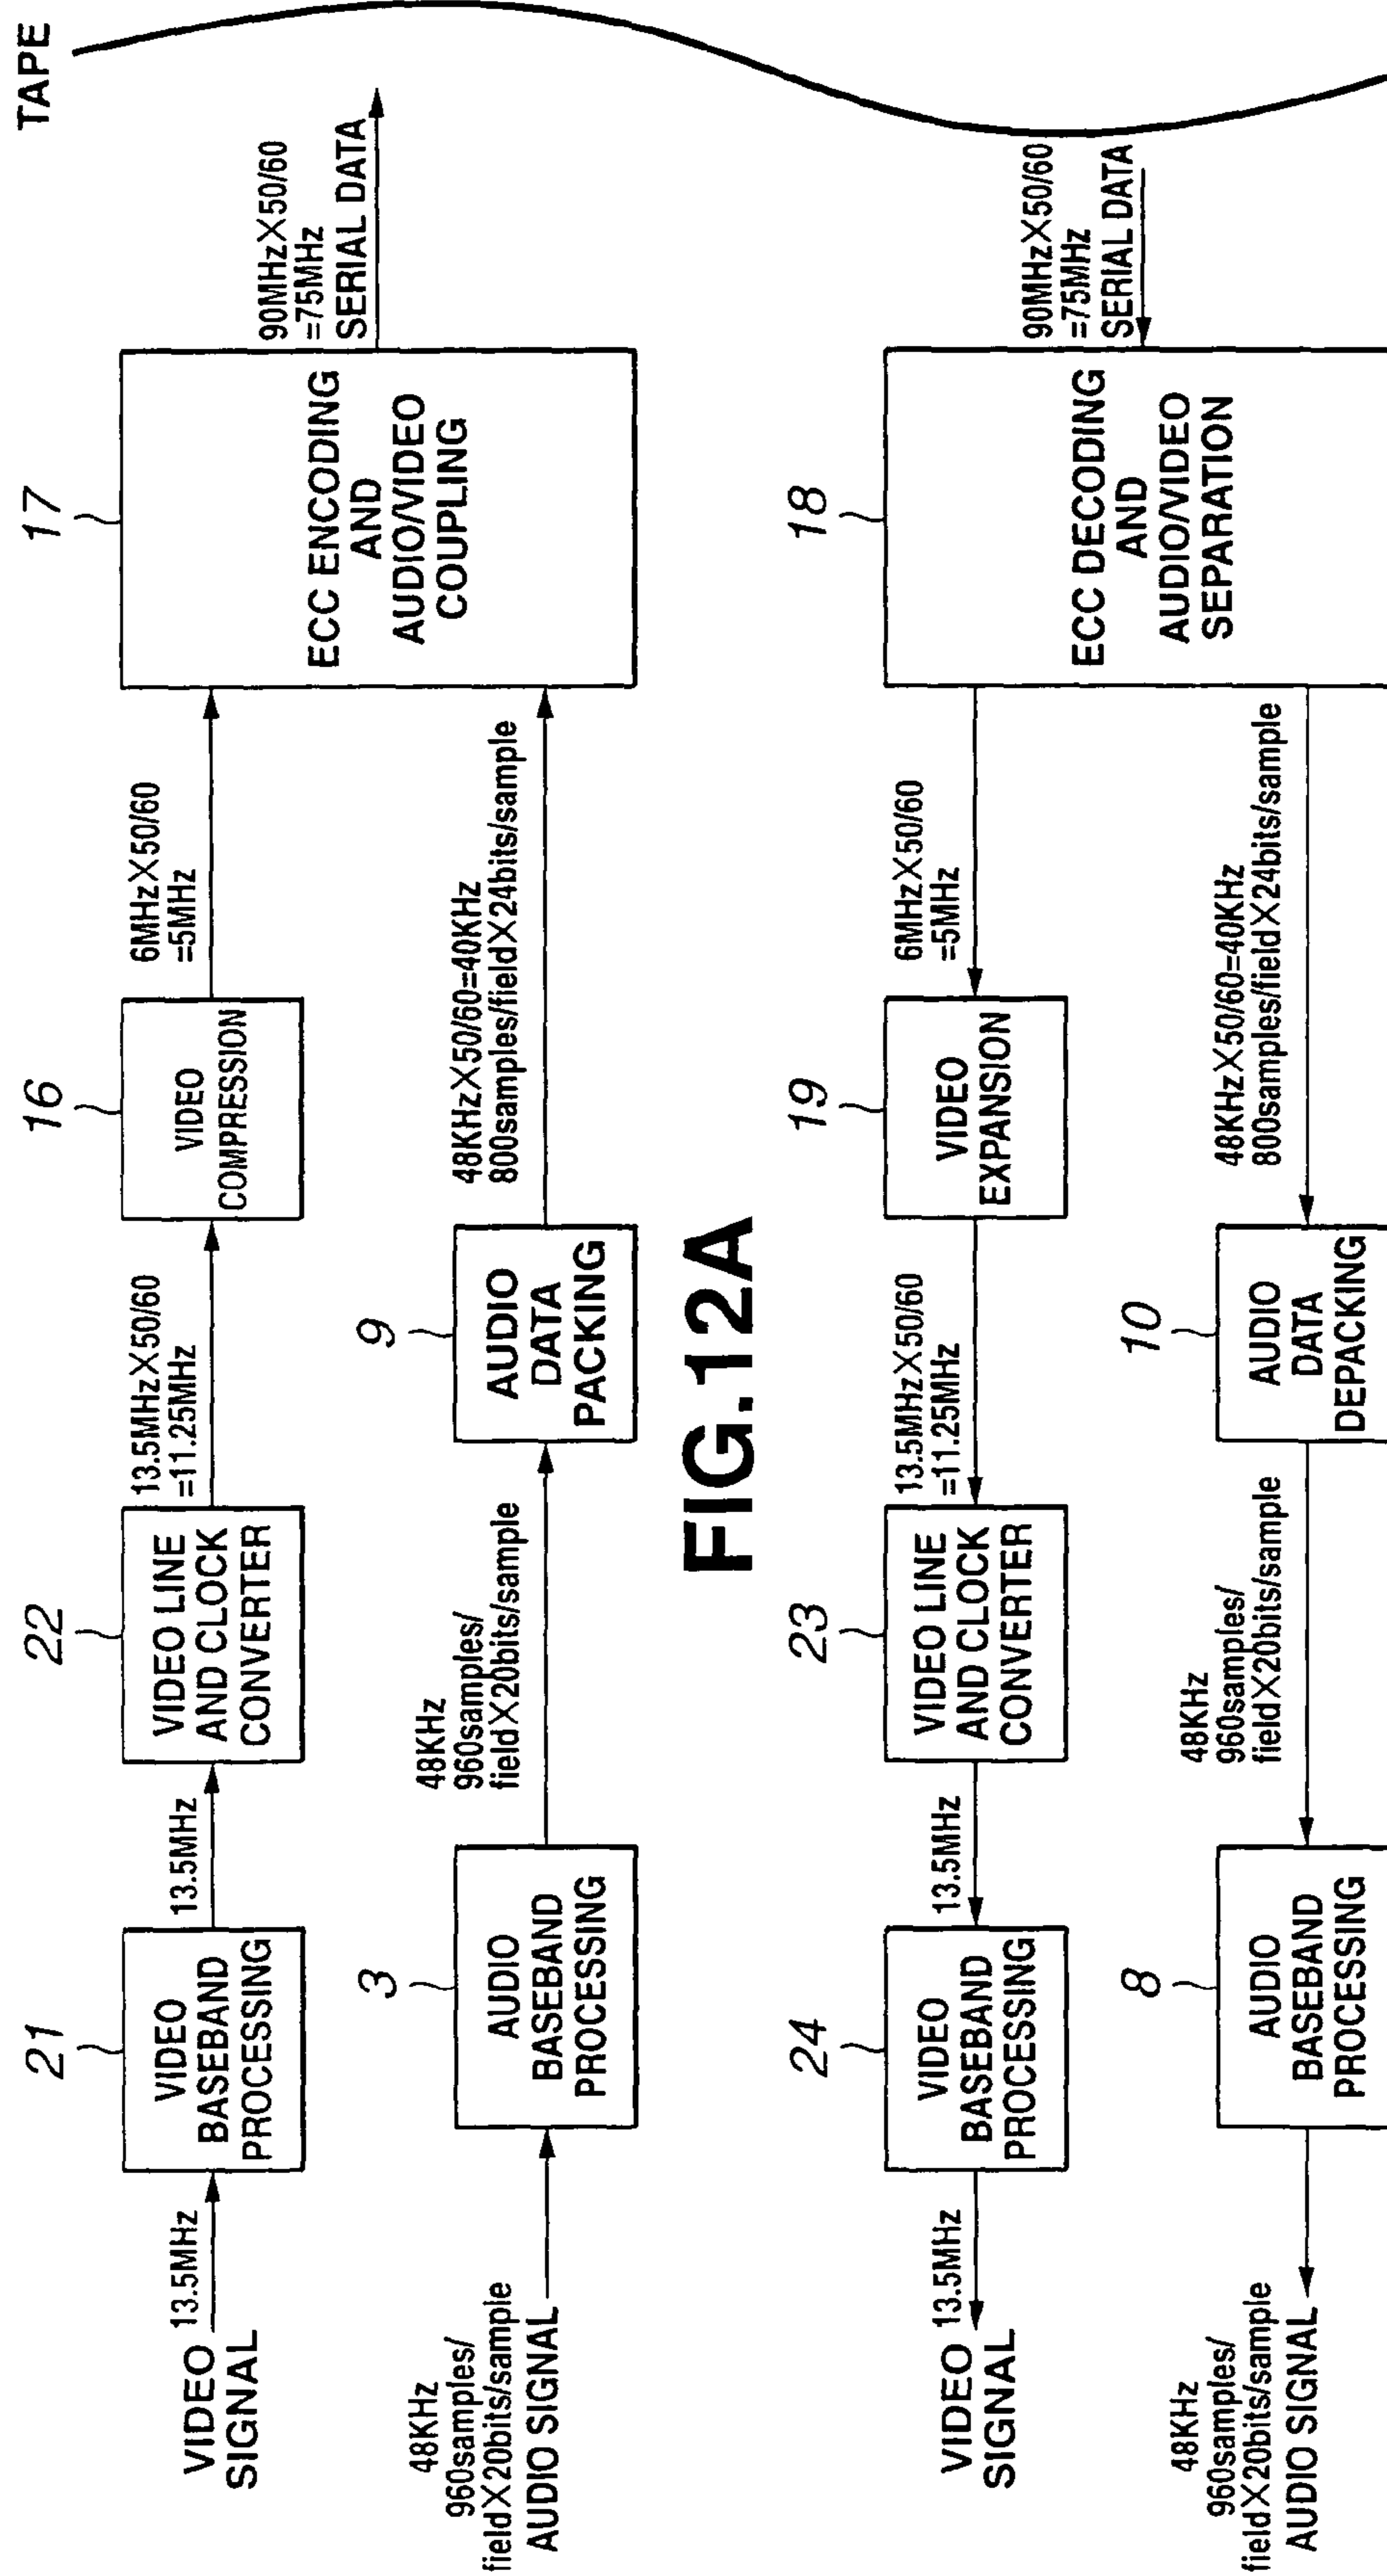 TAPE
21
22
16
17
VIDEO
SIGNAL
13.5MHz
VIDEO
BASEBAND
PROCESSING
13.5MHz
VIDEO LINE
AND CLOCK
CONVERTER
13.5MHz×50/60
=11.25MHz
VIDEO
COMPRESSION
6MHz×50/60
=5MHz
ECC ENCODING
AND
AUDIO/VIDEO
COUPLING
90MHz×50/60
=75MHz
SERIAL DATA
3
9
48KHz
960samples/
field×20bits/sample
AUDIO SIGNAL
AUDIO
BASEBAND
PROCESSING
48KHz
960samples/
field×20bits/sample
AUDIO
DATA
PACKING
48KHz×50/60=40KHz
800samples/field×24bits/sample
FIG.12A
24
23
19
18
VIDEO
SIGNAL
13.5MHz
VIDEO
BASEBAND
PROCESSING
13.5MHz
VIDEO LINE
AND CLOCK
CONVERTER
13.5MHz×50/60
=11.25MHz
VIDEO
EXPANSION
6MHz×50/60
=5MHz
ECC DECODING
AND
AUDIO/VIDEO
SEPARATION
90MHz×50/60
=75MHz
SERIAL DATA
8
10
48KHz
960samples/
field×20bits/sample
AUDIO SIGNAL
AUDIO
BASEBAND
PROCESSING
48KHz
960samples/
field×20bits/sample
AUDIO
DATA
DEPACKING
48KHz×50/60=40KHz
800samples/field×24bits/sample